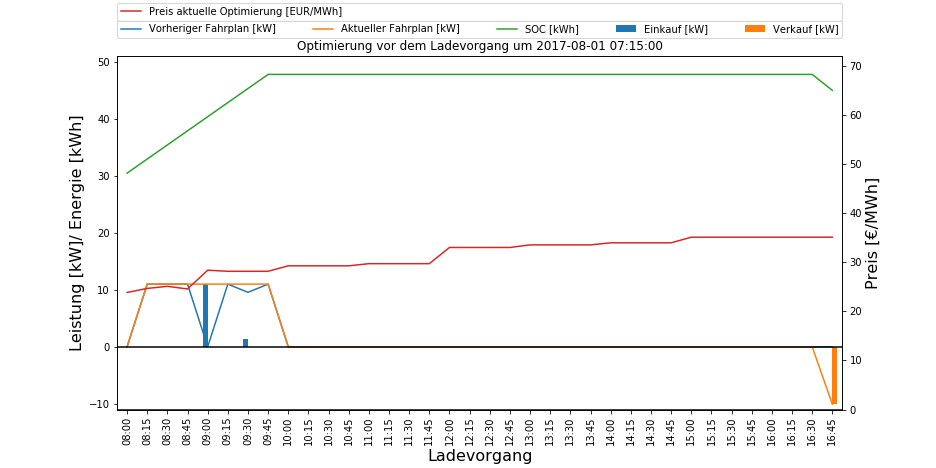 Preis aktuelle Optimierung [EUR/MWh]
Vorheriger Fahrplan [kW] Aktueller Fahrplan [kW] SOC [kWh] Einkauf [kW] Verkauf [kW]
Optimierung vor dem Ladevorgang um 2017-08-01 07:15:00
Leistung [kW]/ Energie [kWh]
50
40
30
20
10
0
−10
70
60
50
40
30
20
10
0
Preis [€/MWh]
08:00 08:15 08:30 08:45 09:00 09:15 09:30 09:45 10:00 10:15 10:30 10:45 11:00 11:15 11:30 11:45 12:00 12:15 12:30 12:45 13:00 13:15 13:30 13:45 14:00 14:15 14:30 14:45 15:00 15:15 15:30 15:45 16:00 16:15 16:30 16:45
Ladevorgang